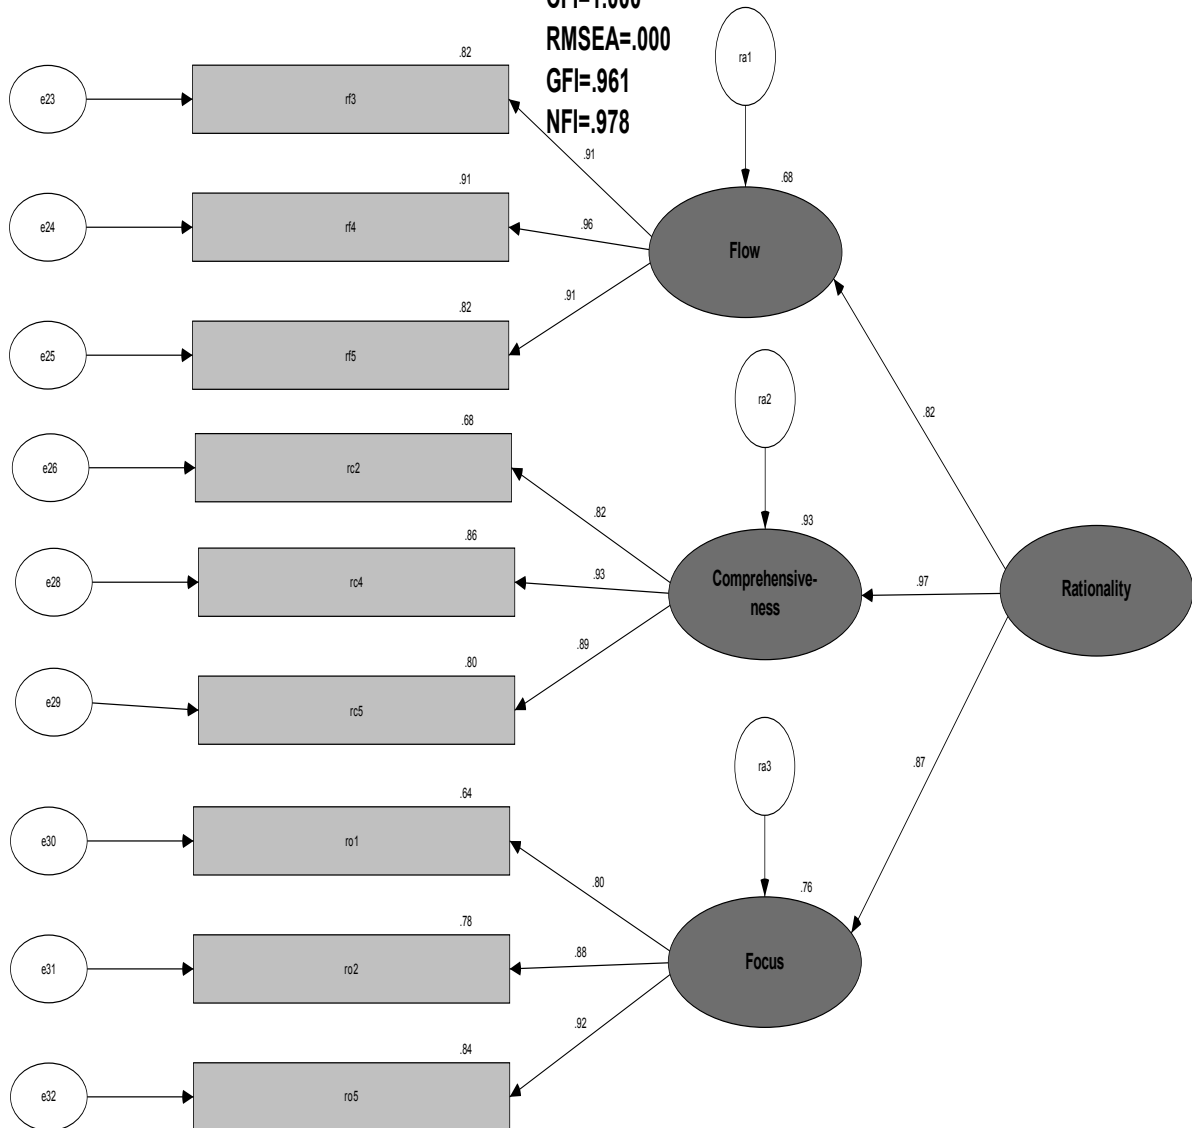 RMSEA=.000
GFI=.961
NFI=.978
ra1
.82
e23
rf3
.91
.68
.91
e24
rf4
.96
Flow
.82
.91
e25
rf5
ra2
.82
.68
e26
rc2
.82
.93
.86
e28
rc4
.93
Comprehensive-
ness
.97
Rationality
.80
.89
e29
rc5
ra3
.87
.64
e30
ro1
.80
.76
.78
e31
ro2
.88
Focus
.84
.92
e32
ro5